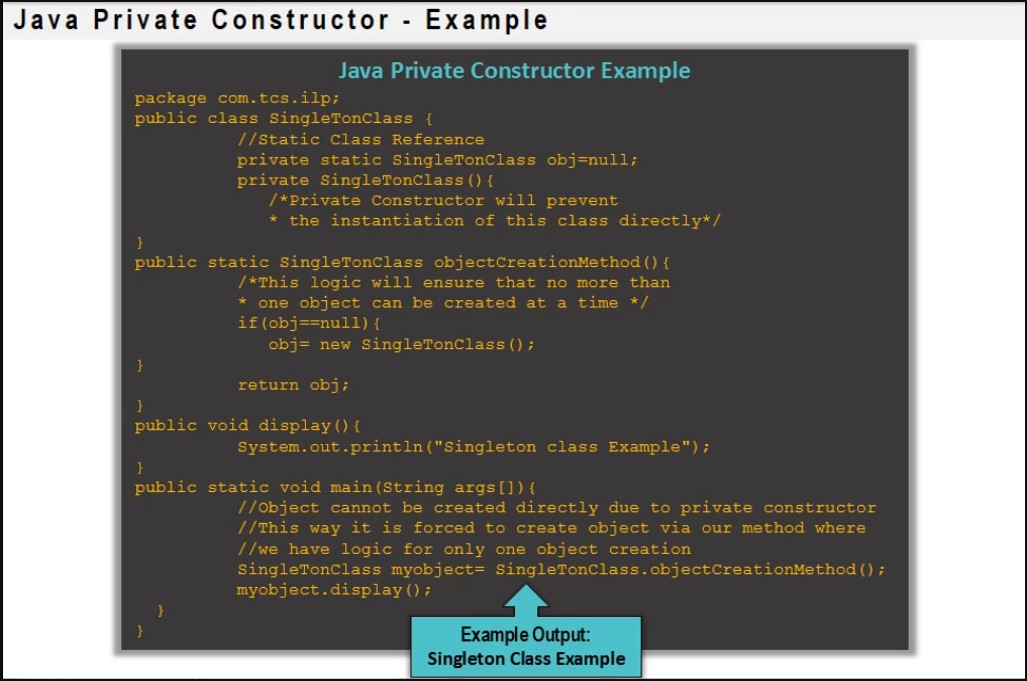 Java Private Constructor - Example
Java Private Constructor Example
package com.tcs.ilp;
public class SingleTonClass {
//Static Class Reference
private static SingleTonClass obj=null;
private SingleTonClass(){
/*Private Constructor will prevent
* the instantiation of this class directly*/
}
public static SingleTonClass objectCreationMethod(){
/*This logic will ensure that no more than
* one object can be created at a time */
if(obj==null){
obj= new SingleTonClass();
}
return obj;
}
public void display(){
System.out.println("Singleton class Example");
}
public static void main(String args[]){
//Object cannot be created directly due to private constructor
//This way it is forced to create object via our method where
//we have logic for only one object creation
SingleTonClass myobject= SingleTonClass.objectCreationMethod();
myobject.display();
}
}
Example Output:
Singleton Class Example